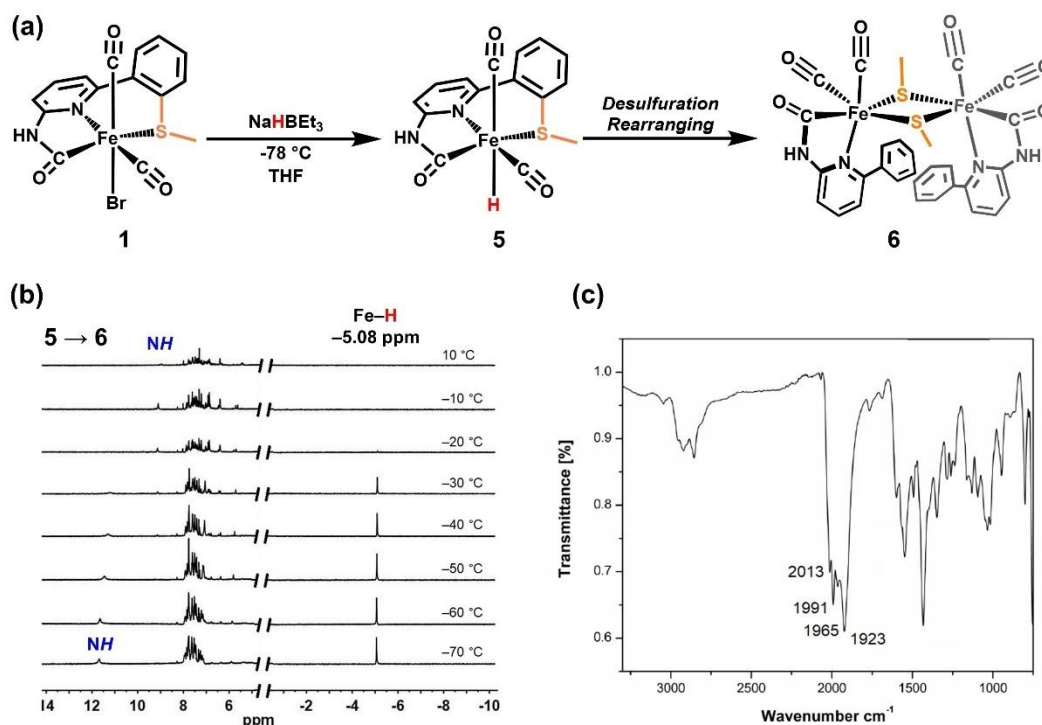 (a)
O
C
N
HN
O
C
Fe
S
C
O
Br
1
NaHBEt₃
-78 °C
THF
O
C
N
HN
O
C
Fe
S
C
O
H
5
Desulfuration
Rearranging
O
C
O
C
O
C
HN
N
Fe
S
S
Fe
O
C
C
O
C
O
NH
N
6
(b)
5 → 6
NH
Fe–H
–5.08 ppm
10 °C
–10 °C
–20 °C
–30 °C
–40 °C
–50 °C
–60 °C
NH
–70 °C
14 12 10 8 6 4 2 0 -2 -4 -6 -8 -10
ppm
(c)
Transmittance [%]
1.0
0.9
0.8
0.7
0.6
2013
1991
1965
1923
3000 2500 2000 1500 1000
Wavenumber cm⁻¹